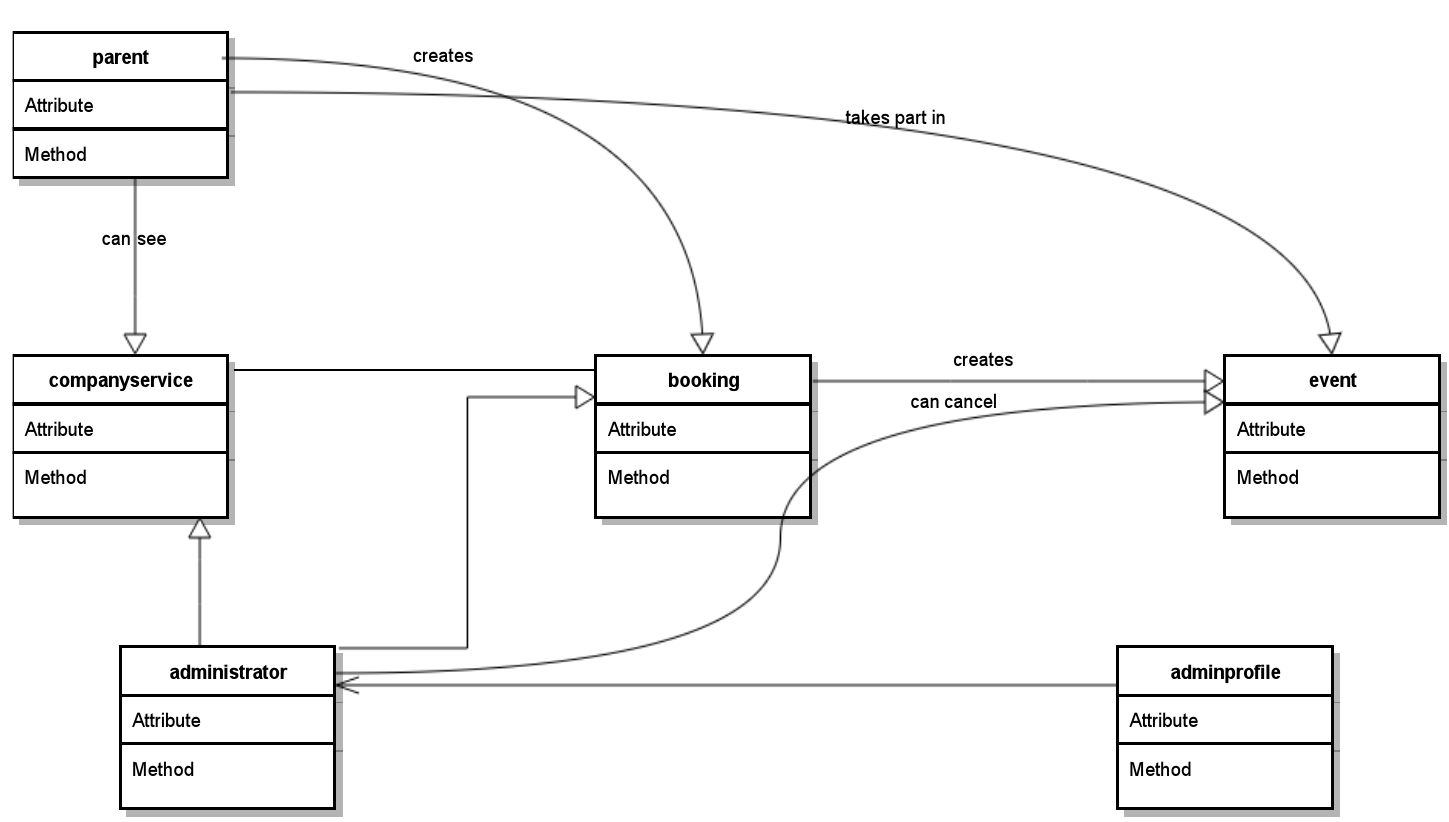 parent
Attribute
Method
creates
takes part in
can see
companyservice
Attribute
Method
booking
Attribute
Method
creates
can cancel
event
Attribute
Method
administrator
Attribute
Method
adminprofile
Attribute
Method